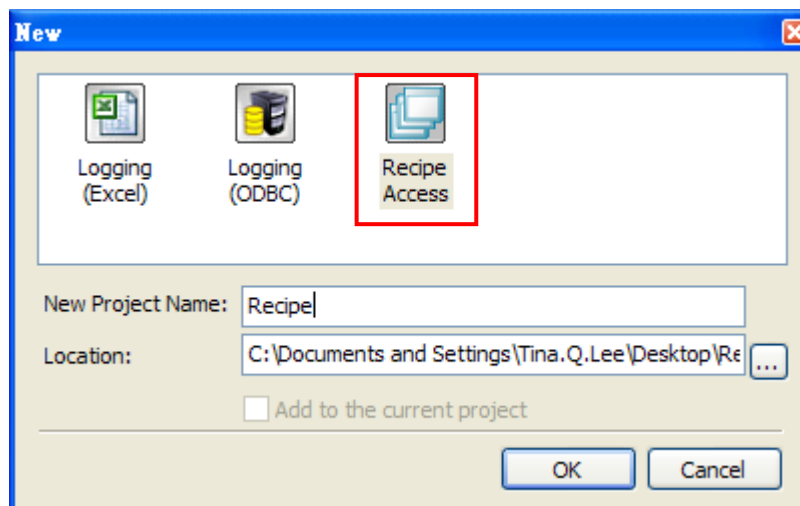 New
Logging
(Excel)
Logging
(ODBC)
Recipe
Access
New Project Name:
Recipe
Location:
C:\Documents and Settings\Tina.Q.Lee\Desktop\Re
...
Add to the current project
OK
Cancel